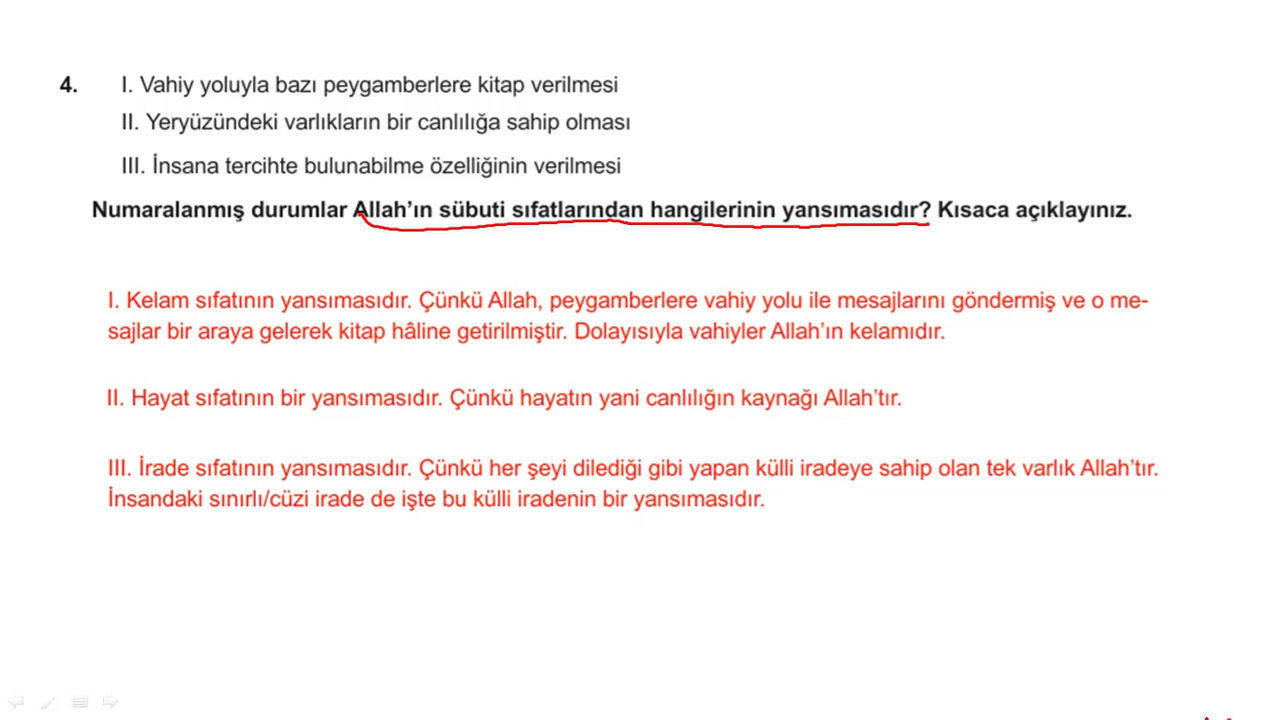 4. I. Vahiy yoluyla bazı peygamberlere kitap verilmesi
II. Yeryüzündeki varlıkların bir canlılığa sahip olması
III. İnsana tercihte bulunabilme özelliğinin verilmesi
Numaralanmış durumlar Allah’ın sübuti sıfatlarından hangilerinin yansımasıdır? Kısaca açıklayınız.
I. Kelam sıfatının yansımasıdır. Çünkü Allah, peygamberlere vahiy yolu ile mesajlarını göndermiş ve o me-
sajlar bir araya gelerek kitap hâline getirilmiştir. Dolayısıyla vahiyler Allah’ın kelamıdır.
II. Hayat sıfatının bir yansımasıdır. Çünkü hayatın yani canlılığın kaynağı Allah’tır.
III. İrade sıfatının yansımasıdır. Çünkü her şeyi dilediği gibi yapan külli iradeye sahip olan tek varlık Allah’tır.
İnsandaki sınırlı/cüzi irade de işte bu külli iradenin bir yansımasıdır.